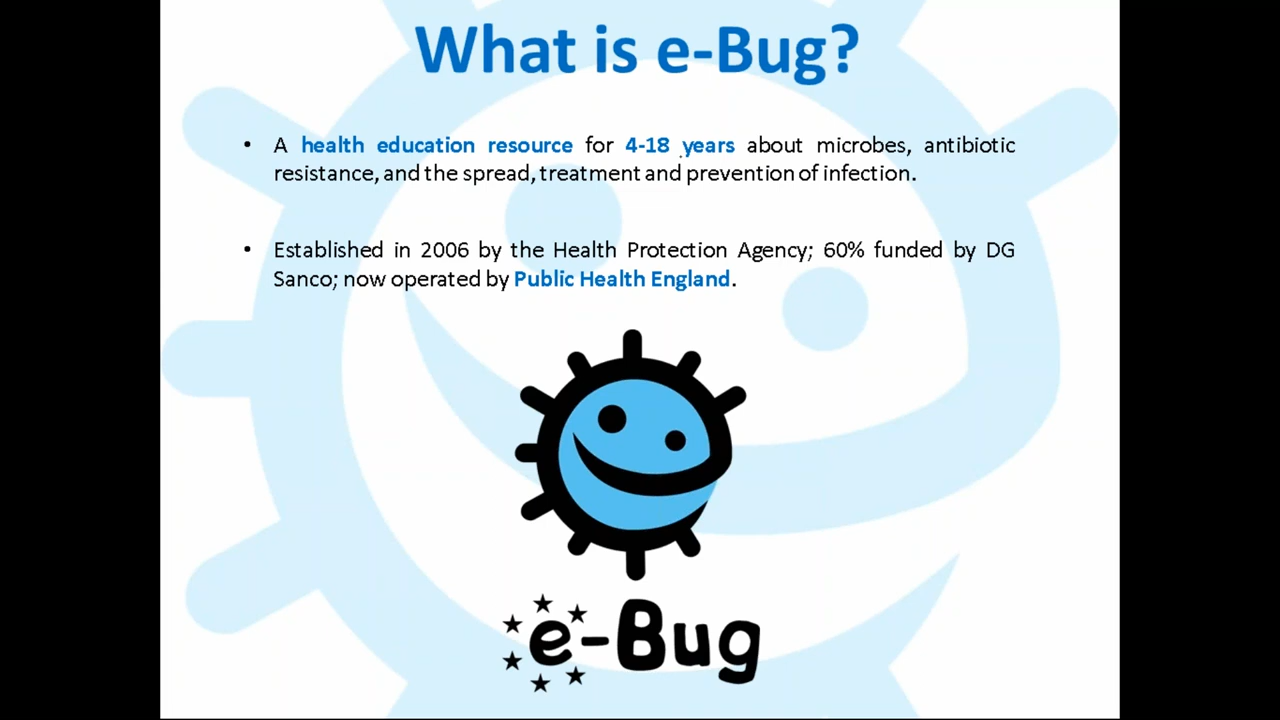 What is e-Bug?
• A health education resource for 4-18 years about microbes, antibiotic
resistance, and the spread, treatment and prevention of infection.
• Established in 2006 by the Health Protection Agency; 60% funded by DG
Sanco; now operated by Public Health England.
e-Bug